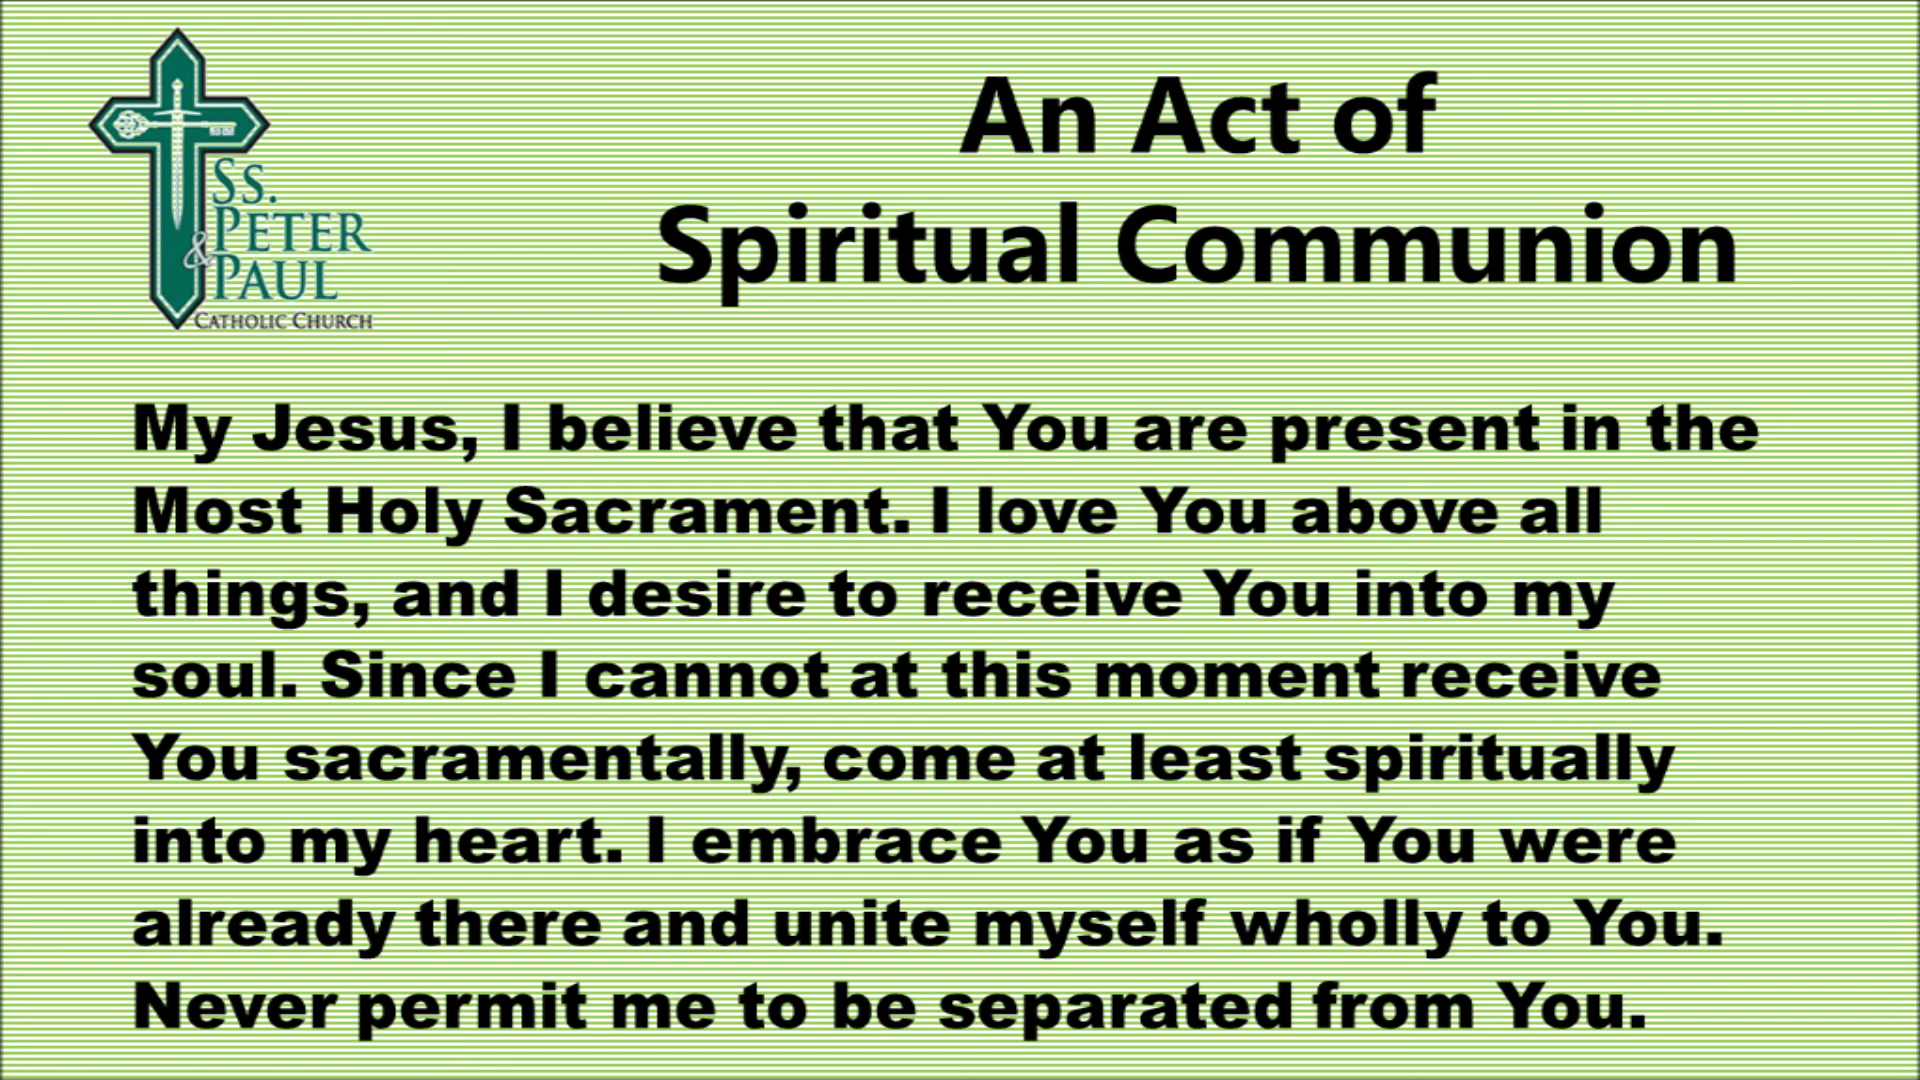 Ss.
PETER
& PAUL
CATHOLIC CHURCH
An Act of
Spiritual Communion
My Jesus, I believe that You are present in the
Most Holy Sacrament. I love You above all
things, and I desire to receive You into my
soul. Since I cannot at this moment receive
You sacramentally, come at least spiritually
into my heart. I embrace You as if You were
already there and unite myself wholly to You.
Never permit me to be separated from You.